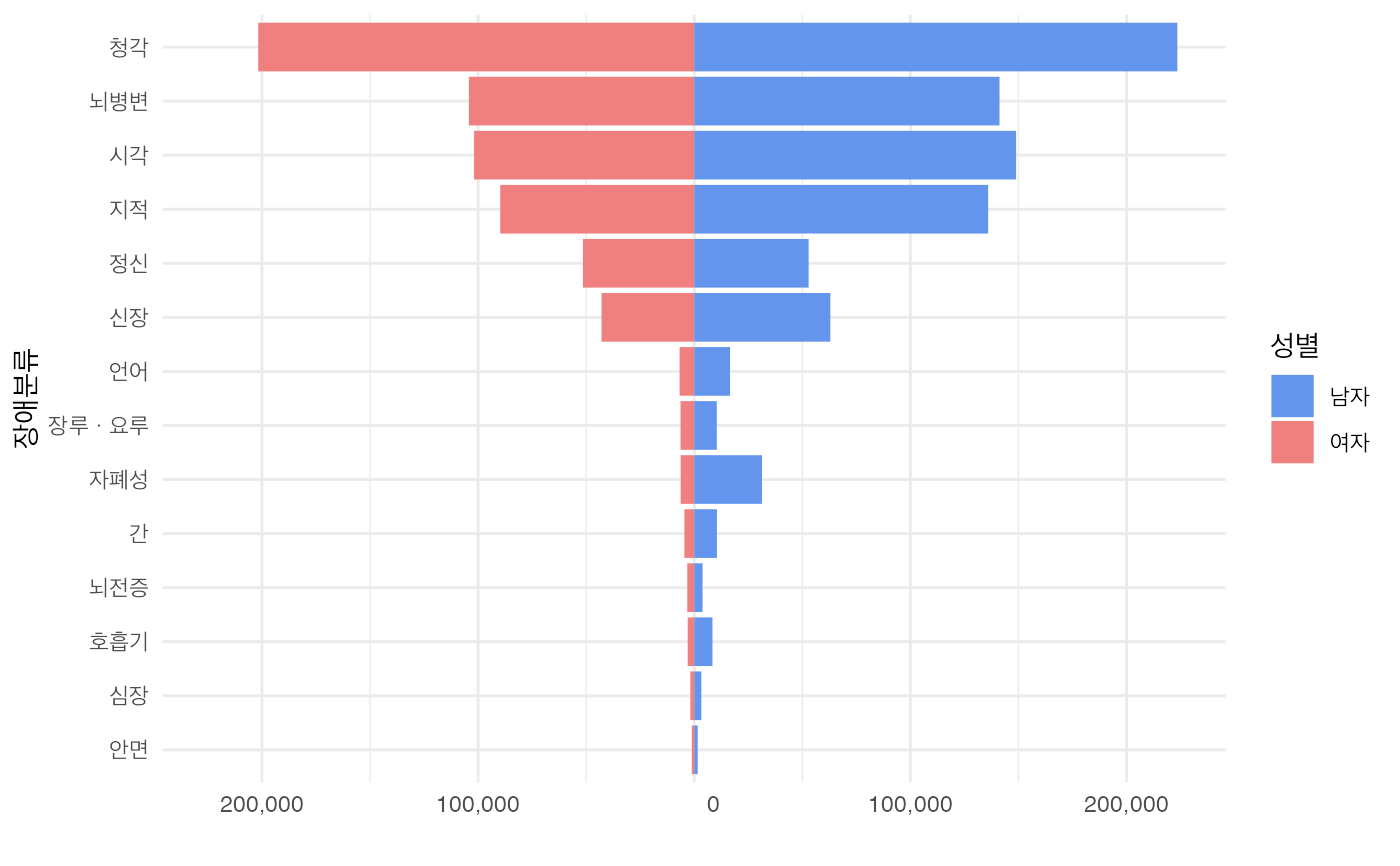 청각
뇌병변
시각
지적
정신
신장
언어
장루 · 요루
자폐성
간
뇌전증
호흡기
심장
안면
장애분류
200,000
100,000
0
100,000
200,000
성별
남자
여자